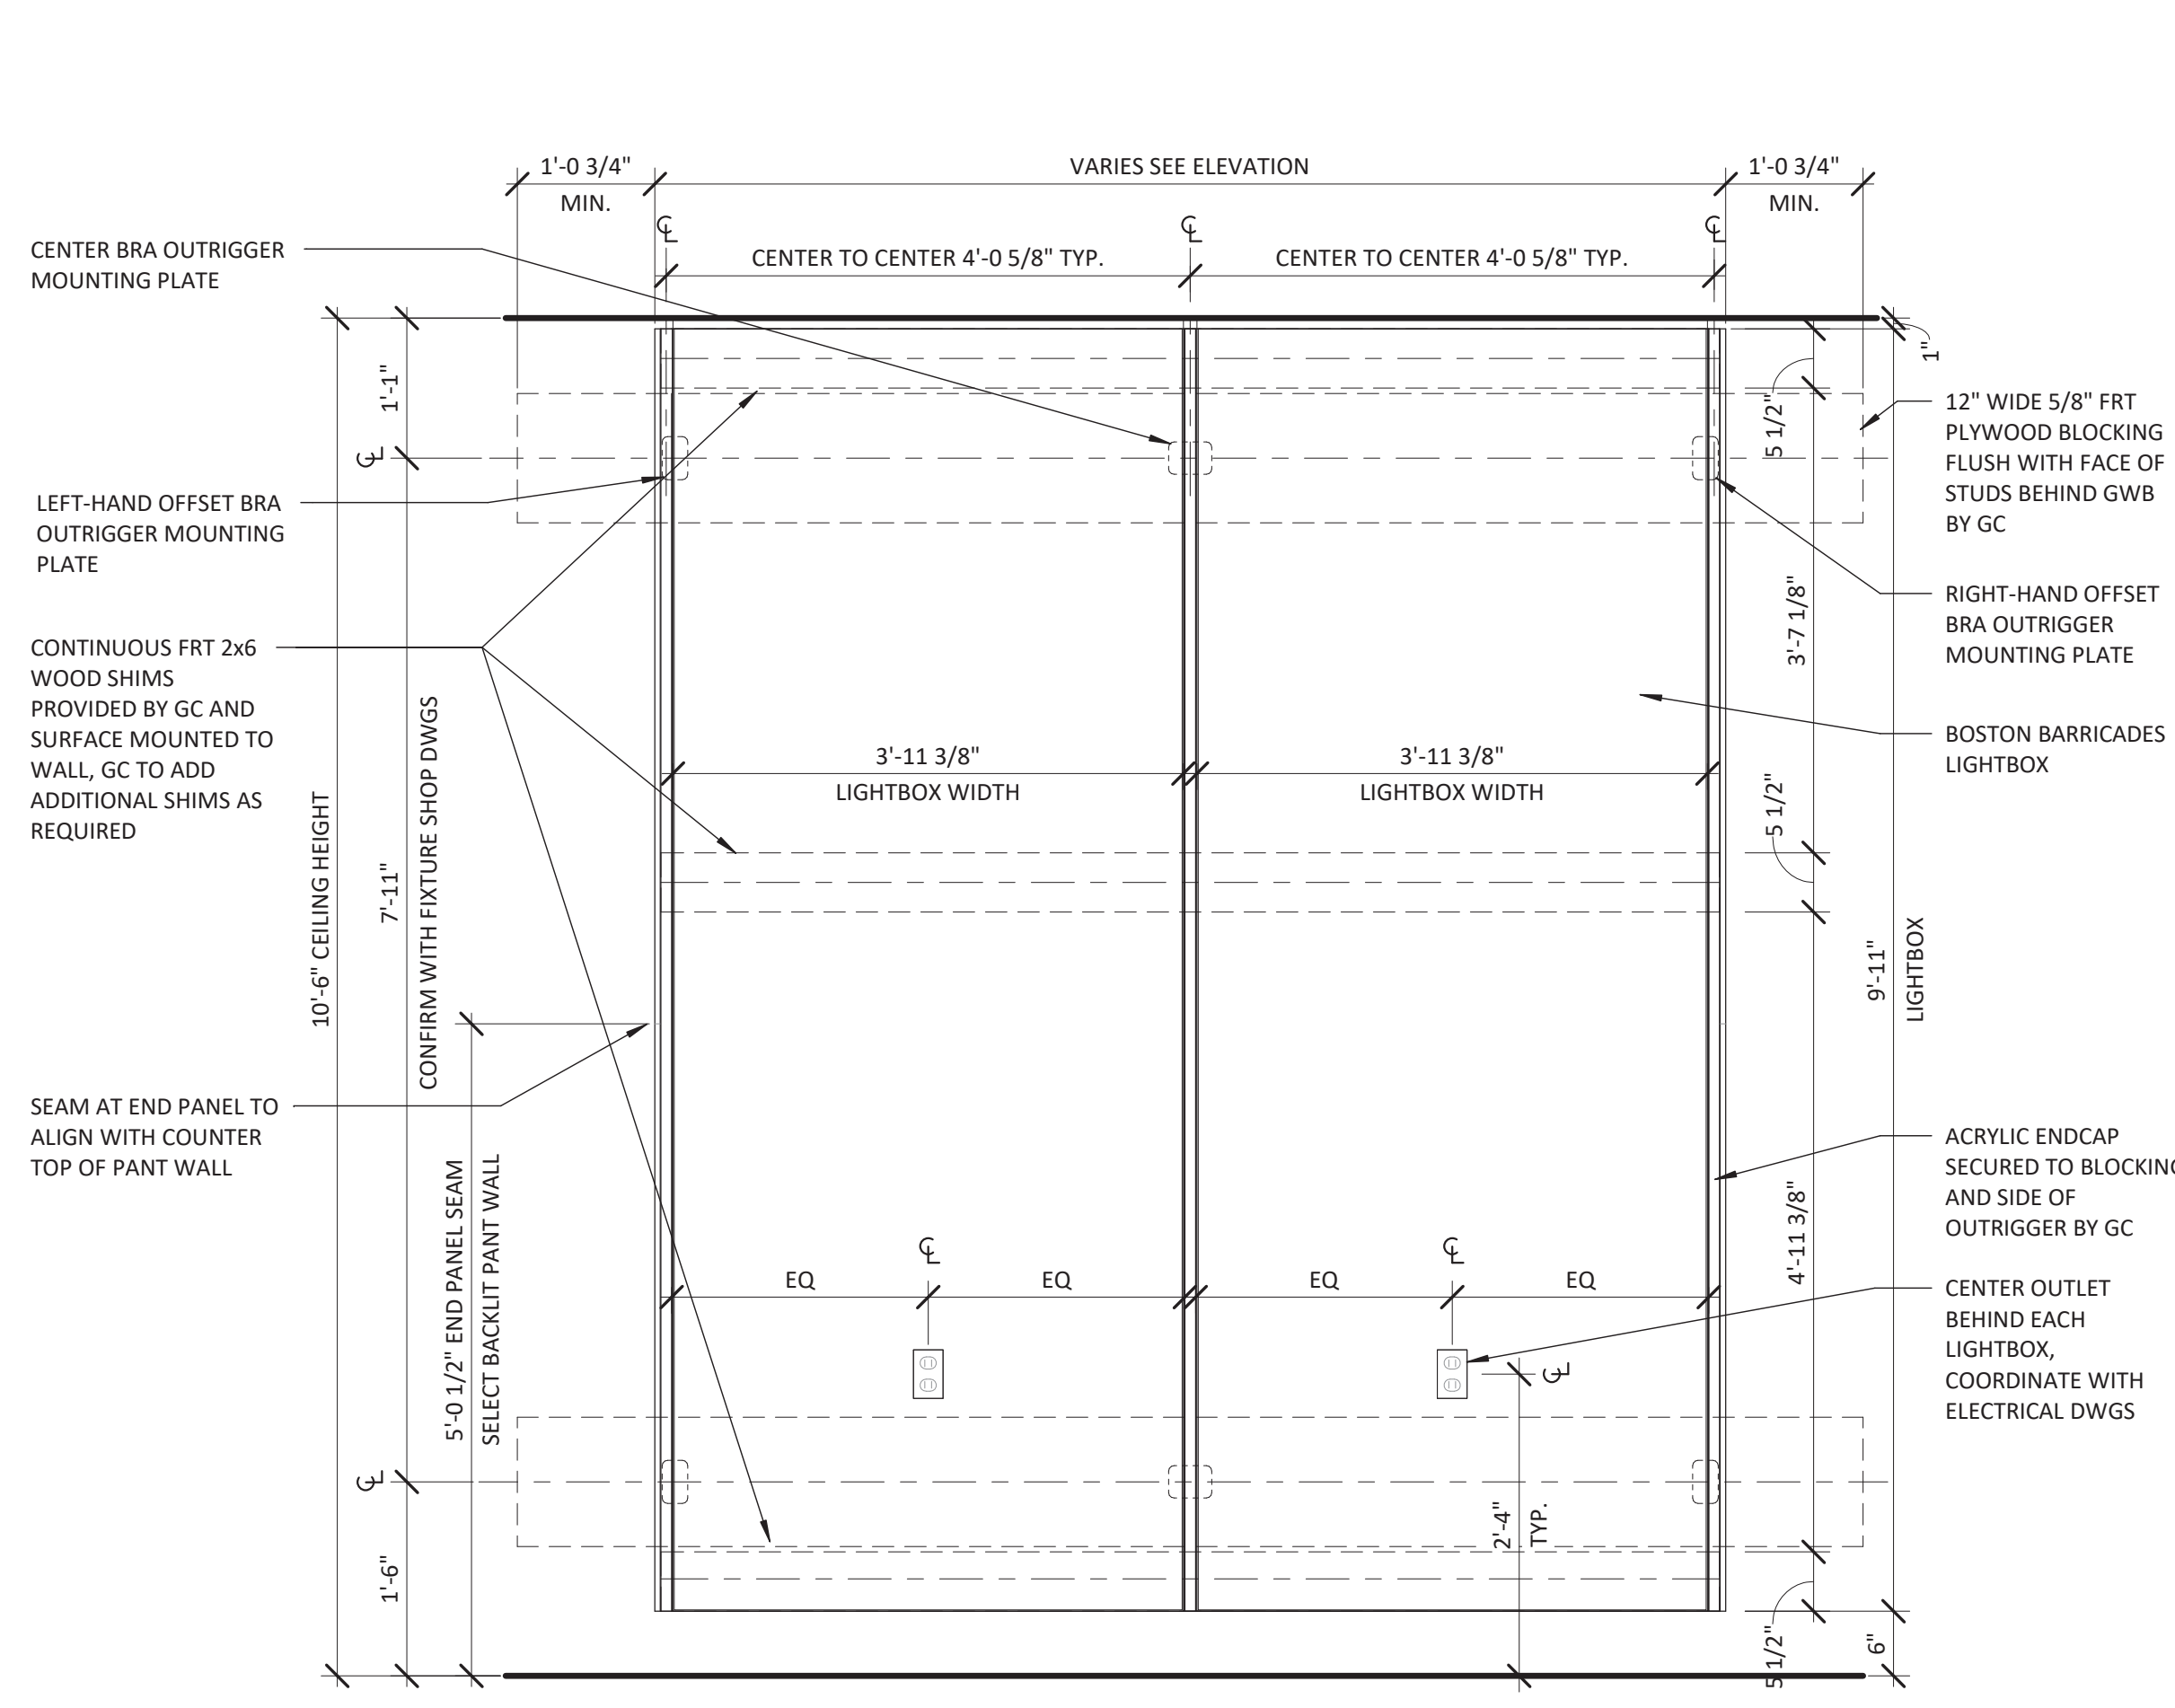 1'-0 3/4"
MIN.
VARIES SEE ELEVATION
1'-0 3/4"
MIN.
CENTER TO CENTER 4'-0 5/8" TYP.
CENTER TO CENTER 4'-0 5/8" TYP.
CENTER BRA OUTRIGGER
MOUNTING PLATE
LEFT-HAND OFFSET BRA
OUTRIGGER MOUNTING
PLATE
CONTINUOUS FRT 2x6
WOOD SHIMS
PROVIDED BY GC AND
SURFACE MOUNTED TO
WALL, GC TO ADD
ADDITIONAL SHIMS AS
REQUIRED
SEAM AT END PANEL TO
ALIGN WITH COUNTER
TOP OF PANT WALL
10'-6" CEILING HEIGHT
1'-1"
7'-11"
CONFIRM WITH FIXTURE SHOP DWGS
1'-6"
5'-0 1/2" END PANEL SEAM
SELECT BACKLIT PANT WALL
3'-11 3/8"
LIGHTBOX WIDTH
3'-11 3/8"
LIGHTBOX WIDTH
EQ
EQ
EQ
EQ
2'-4"
TYP.
5 1/2"
3'-7 1/8"
5 1/2"
4'-11 3/8"
5 1/2"
1"
9'-11"
LIGHTBOX
6"
12" WIDE 5/8" FRT
PLYWOOD BLOCKING
FLUSH WITH FACE OF
STUDS BEHIND GWB
BY GC
RIGHT-HAND OFFSET
BRA OUTRIGGER
MOUNTING PLATE
BOSTON BARRICADES
LIGHTBOX
ACRYLIC ENDCAP
SECURED TO BLOCKING
AND SIDE OF
OUTRIGGER BY GC
CENTER OUTLET
BEHIND EACH
LIGHTBOX,
COORDINATE WITH
ELECTRICAL DWGS